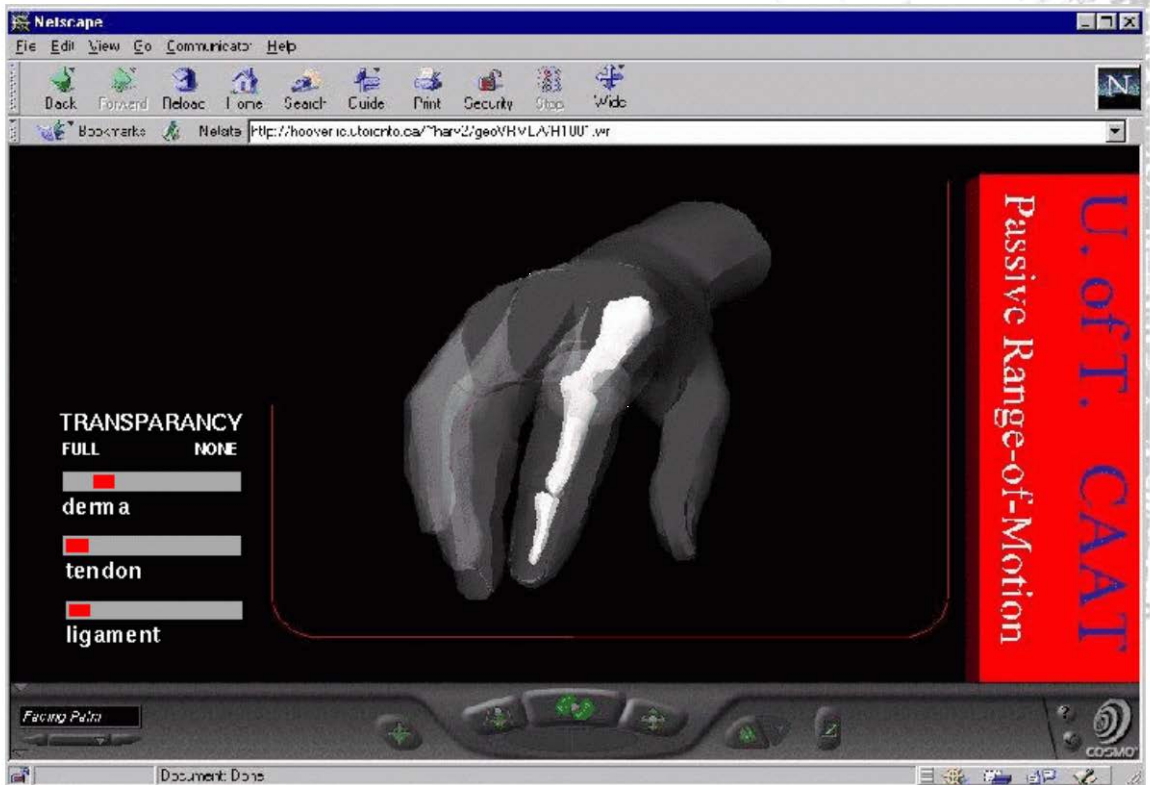 Netscape
File Edit View Go Communicator Help
Back Forward Reload Home Search Guide Print Security Stop Wide
N
Bookmarks Netsite
TRANSPARANCY
FULL NONE
derma
tendon
ligament
U. of T. CAAT
Passive Range-of-Motion
Facing Palm
?
Z
COSMO
Document: Done